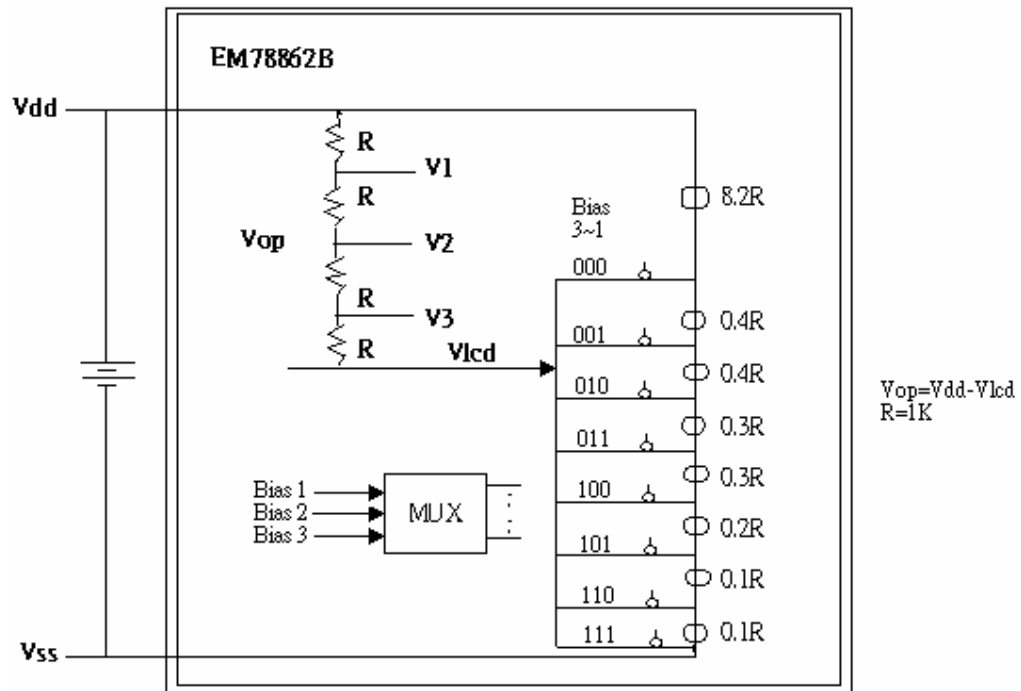 EM78862B
Vdd
R
V1
R
Vop
V2
R
V3
R
Vlcd
Bias
3~1
8.2R
000
0.4R
001
0.4R
010
0.3R
011
0.3R
100
0.2R
101
0.1R
110
0.1R
111
Vop=Vdd-Vlcd
R=1K
Bias 1
Bias 2
Bias 3
MUX
Vss